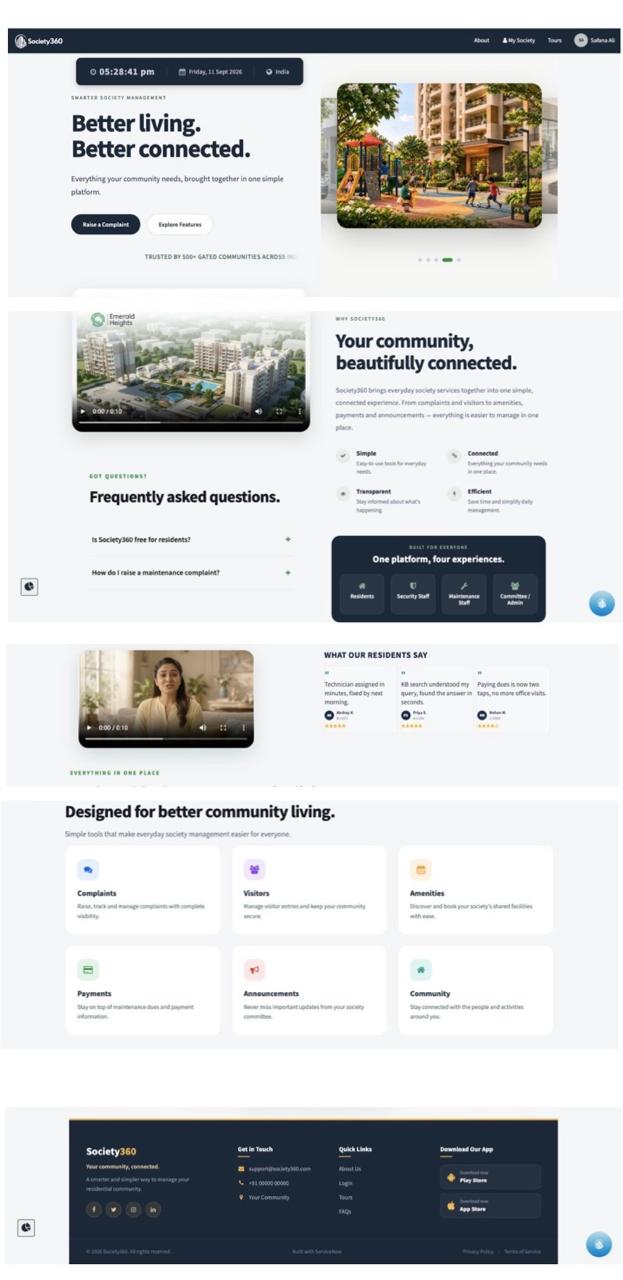 Society360
About
My Society
Tours
SA
Safana Ali
05:28:41 pm
Friday, 11 Sept 2026
India
SMARTER SOCIETY MANAGEMENT
Better living.
Better connected.
Everything your community needs, brought together in one simple
platform.
Raise a Complaint
Explore Features
TRUSTED BY 500+ GATED COMMUNITIES ACROSS
Emerald
Heights
0:00 / 0:10
WHY SOCIETY360
Your community,
beautifully connected.
Society360 brings everyday society services together into one simple,
connected experience. From complaints and visitors to amenities,
payments and announcements — everything is easier to manage in one
place.
Simple
Easy-to-use tools for everyday
needs.
Connected
Everything your community needs
in one place.
Transparent
Stay informed about what's
happening.
Efficient
Save time and simplify daily
management.
GOT QUESTIONS?
Frequently asked questions.
Is Society360 free for residents?
+
How do I raise a maintenance complaint?
+
BUILT FOR EVERYONE
One platform, four experiences.
Residents
Security Staff
Maintenance
Staff
Committee /
Admin
0:00 / 0:10
WHAT OUR RESIDENTS SAY
"
Technician assigned in
minutes, fixed by next
morning.
Akshay K.
"
KB search understood my
query, found the answer in
seconds.
Priya S.
"
Paying dues is now two
taps, no more office visits.
Rohan M.
EVERYTHING IN ONE PLACE
Designed for better community living.
Simple tools that make everyday society management easier for everyone.
Complaints
Raise, track and manage complaints with complete
visibility.
Visitors
Manage visitor entries and keep your community
secure.
Amenities
Discover and book your society's shared facilities
with ease.
Payments
Stay on top of maintenance dues and payment
information.
Announcements
Never miss important updates from your society
committee.
Community
Stay connected with the people and activities
around you.
Society360
Your community, connected.
A smarter and simpler way to manage your
residential community.
Get in Touch
support@society360.com
+91 00000 00000
Your Community
Quick Links
About Us
Login
Tours
FAQs
Download Our App
Download now
Play Store
Download now
App Store
© 2026 Society360. All rights reserved.
Built with ServiceNow
Privacy Policy · Terms of Service